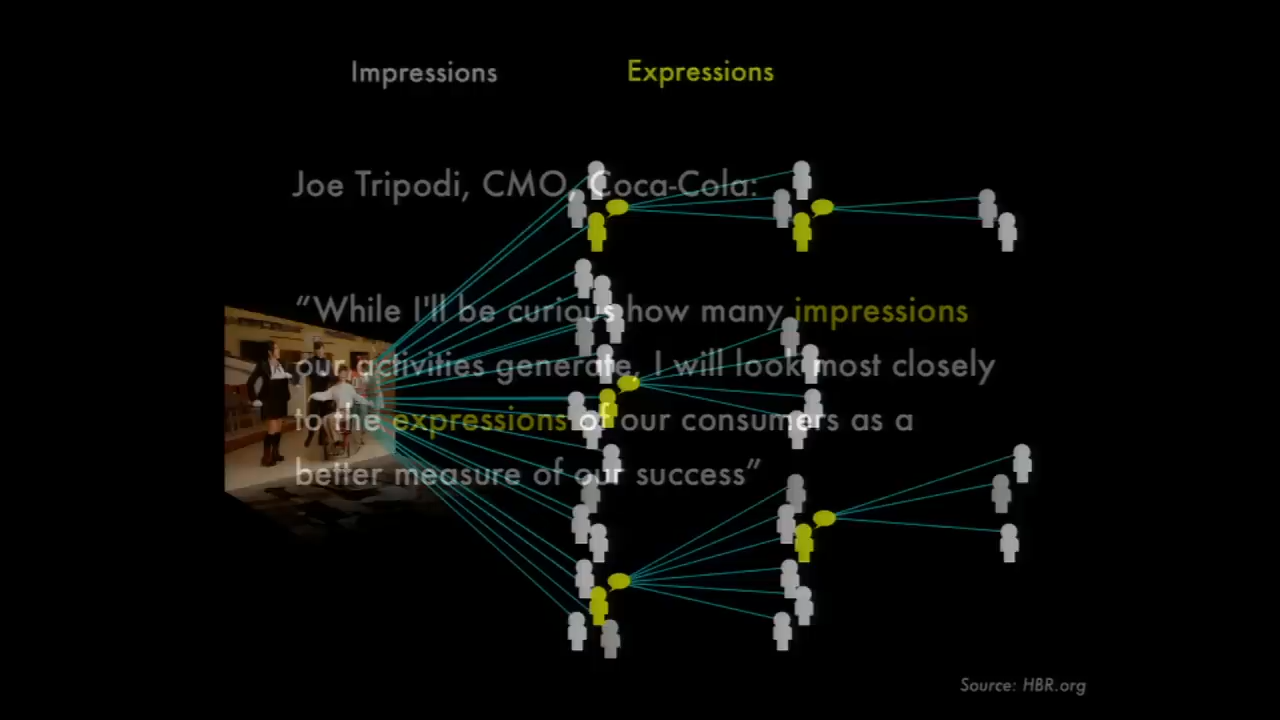 Impressions
Expressions
Joe Tripodi, CMO, Coca-Cola:
“While I'll be curious how many impressions
our activities generate, I will look most closely
to the expressions of our consumers as a
better measure of our success”
Source: HBR.org